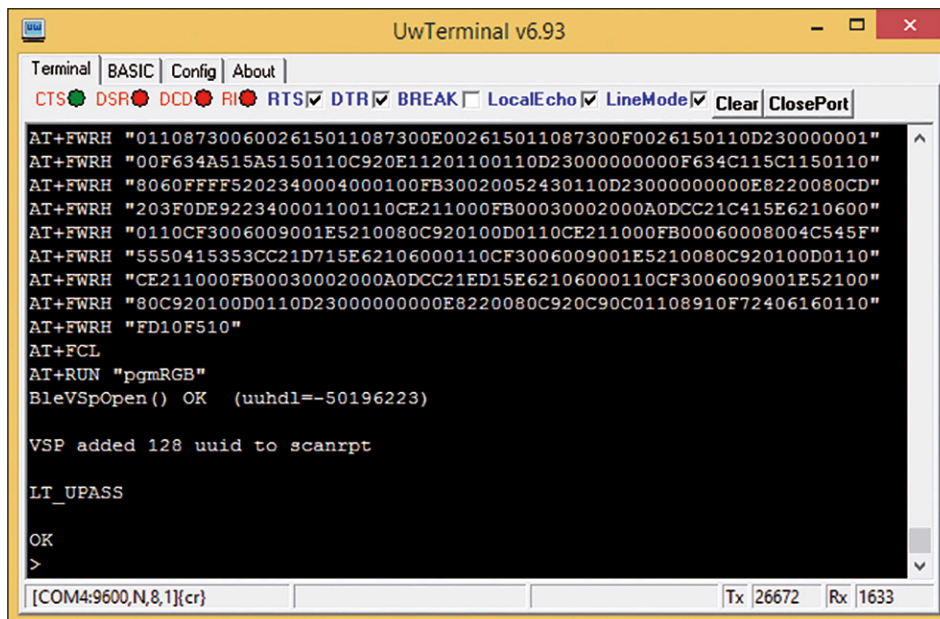 UwTerminal v6.93
Terminal BASIC Config About
CTS DSR DCD RI RTS DTR BREAK LocalEcho LineMode Clear ClosePort
AT+FWRH "0110873006002615011087300E002615011087300F0026150110D230000001"
AT+FWRH "00F634A515A5150110C920E11201100110D23000000000F634C115C1150110"
AT+FWRH "8060FFFF5202340004000100FB30020052430110D23000000000E8220080CD"
AT+FWRH "203F0DE9223400011001 10CE211000FB00030002000A0DCC21C415E6210600"
AT+FWRH "0110CF3006009001E5210080C920100D0110CE211000FB00060008004C545F"
AT+FWRH "5550415353CC21D715E62106000110CF3006009001E5210080C920100D0110"
AT+FWRH "CE211000FB00030002000A0DCC21ED15E62106000110CF3006009001E52100"
AT+FWRH "80C920100D0110D23000000000E8220080C920C90C01108910F72406160110"
AT+FWRH "FD10F510"
AT+FCL
AT+RUN "pgmRGB"
BleVSpOpen() OK (uuhdl=-50196223)
VSP added 128 uuid to scanrpt
LT_UPASS
OK
>
[COM4:9600,N,8,1]{cr} Tx 26672 Rx 1633